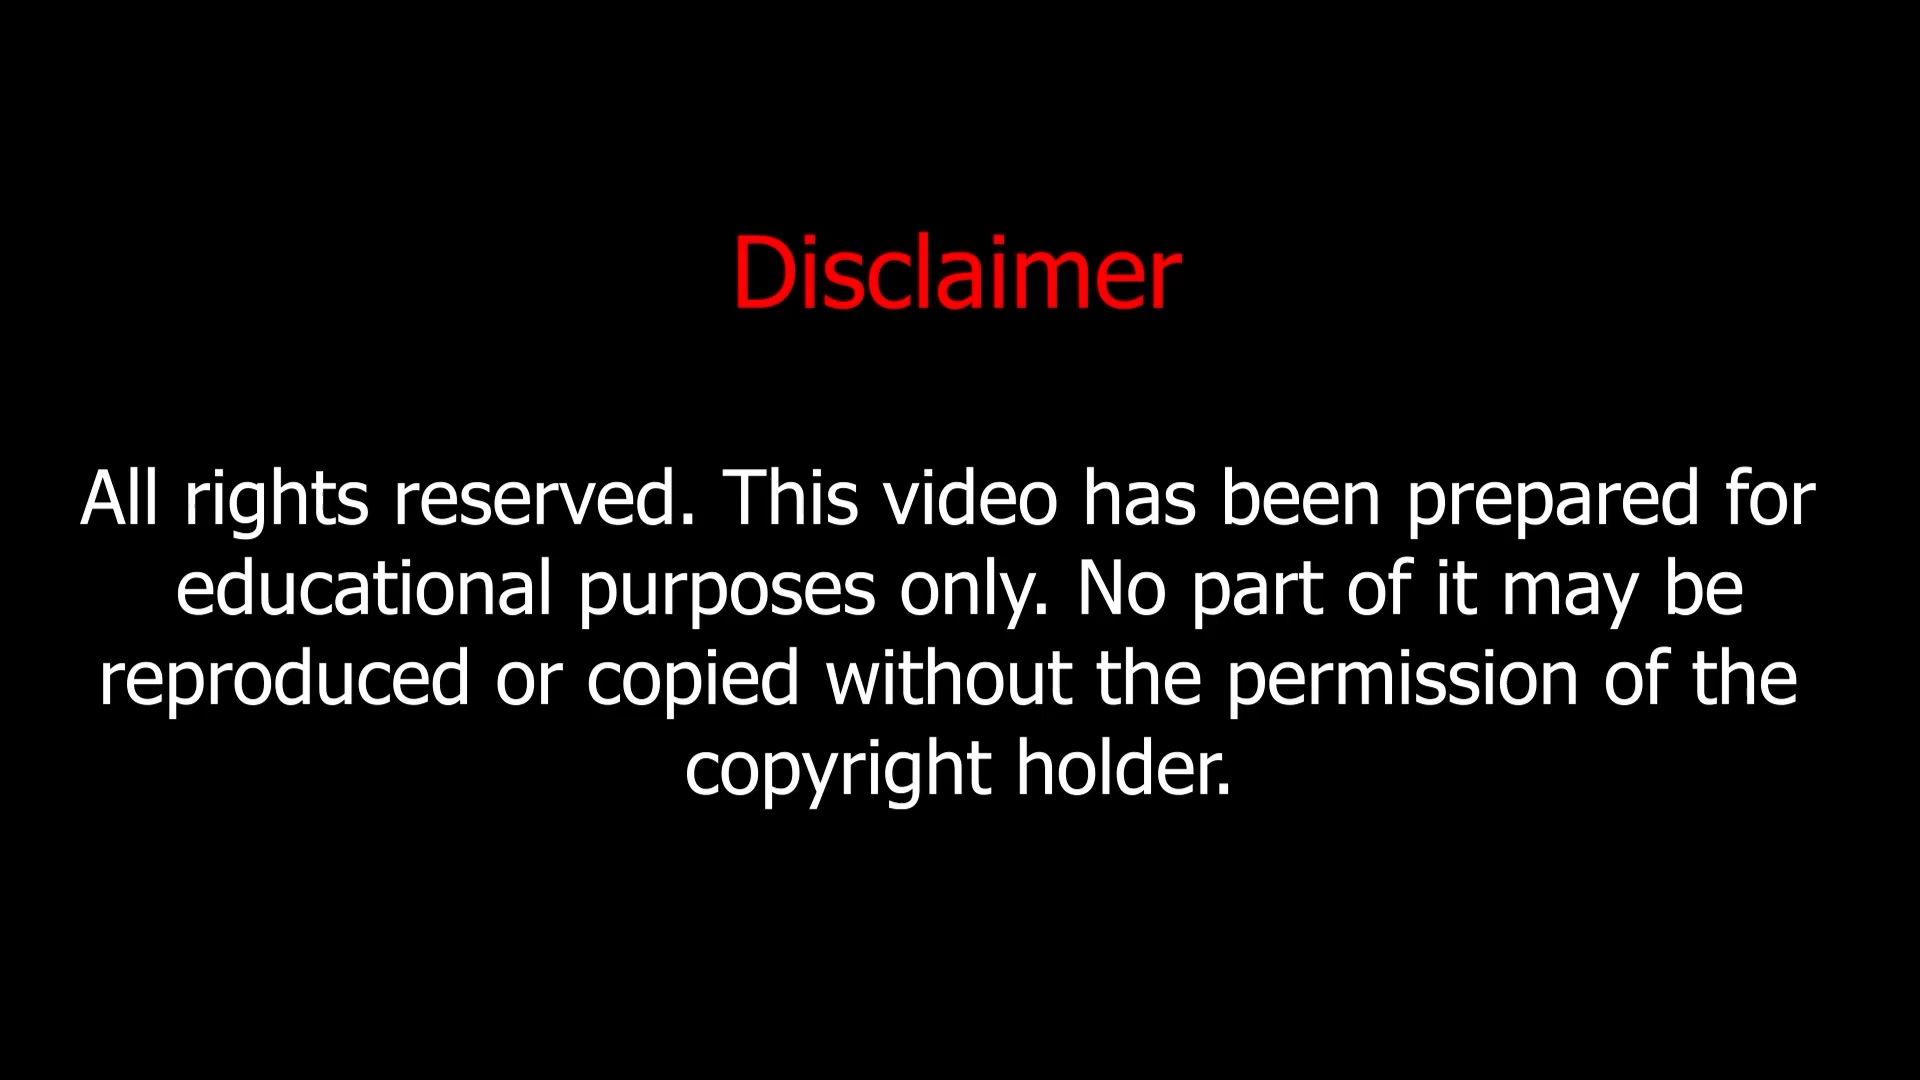 Disclaimer
All rights reserved. This video has been prepared for
educational purposes only. No part of it may be
reproduced or copied without the permission of the
copyright holder.